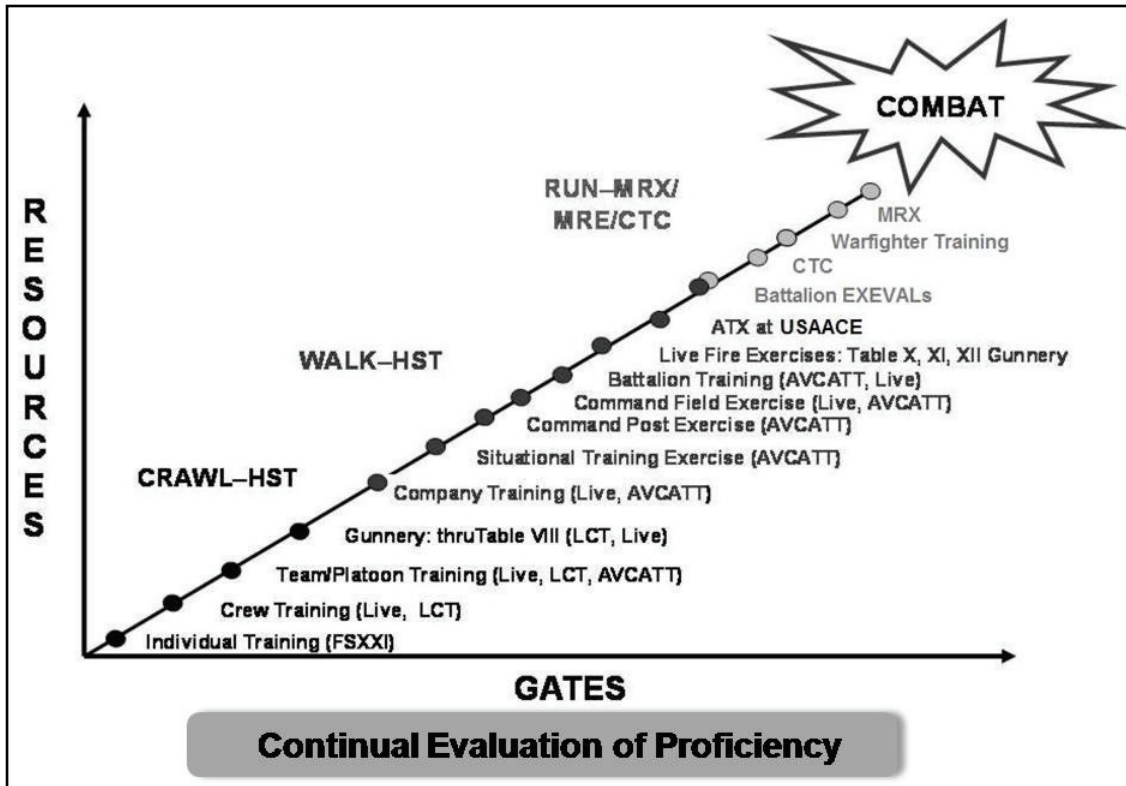 COMBAT
RESOURCES
RUN–MRX/
MRE/CTC
MRX
Warfighter Training
CTC
Battalion EXEVALs
ATX at USAACE
Live Fire Exercises: Table X, XI, XII Gunnery
WALK–HST
Battalion Training (AVCATT, Live)
Command Field Exercise (Live, AVCATT)
Command Post Exercise (AVCATT)
Situational Training Exercise (AVCATT)
CRAWL–HST
Company Training (Live, AVCATT)
Gunnery: thruTable VIII (LCT, Live)
Team/Platoon Training (Live, LCT, AVCATT)
Crew Training (Live, LCT)
Individual Training (FSXXI)
GATES
Continual Evaluation of Proficiency